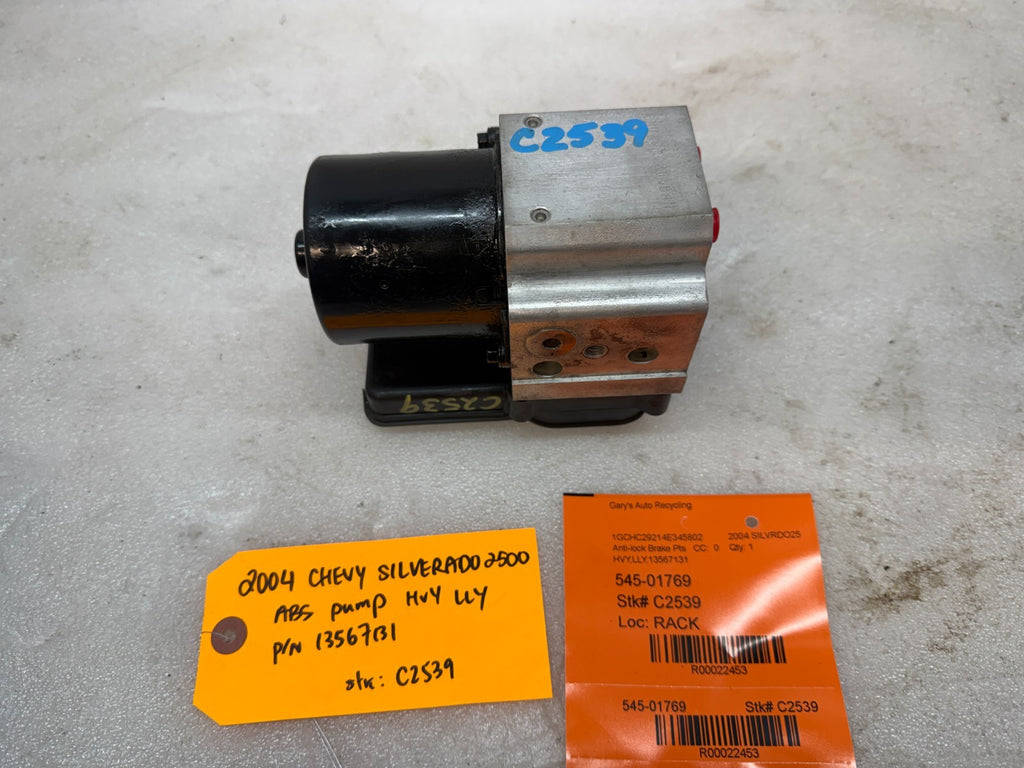 C2539
C2539
2004 CHEVY SILVERADO 2500
ABS pump HVY LLY
P/N 13567131
stk: C2539
Gary's Auto Recycling
1GCHC29214E345802 2004 SILVRDO25
Anti-lock Brake Pts CC: 0 Qty: 1
HVY,LLY,13567131
545-01769
Stk# C2539
Loc: RACK
R00022453
545-01769 Stk# C2539
R00022453